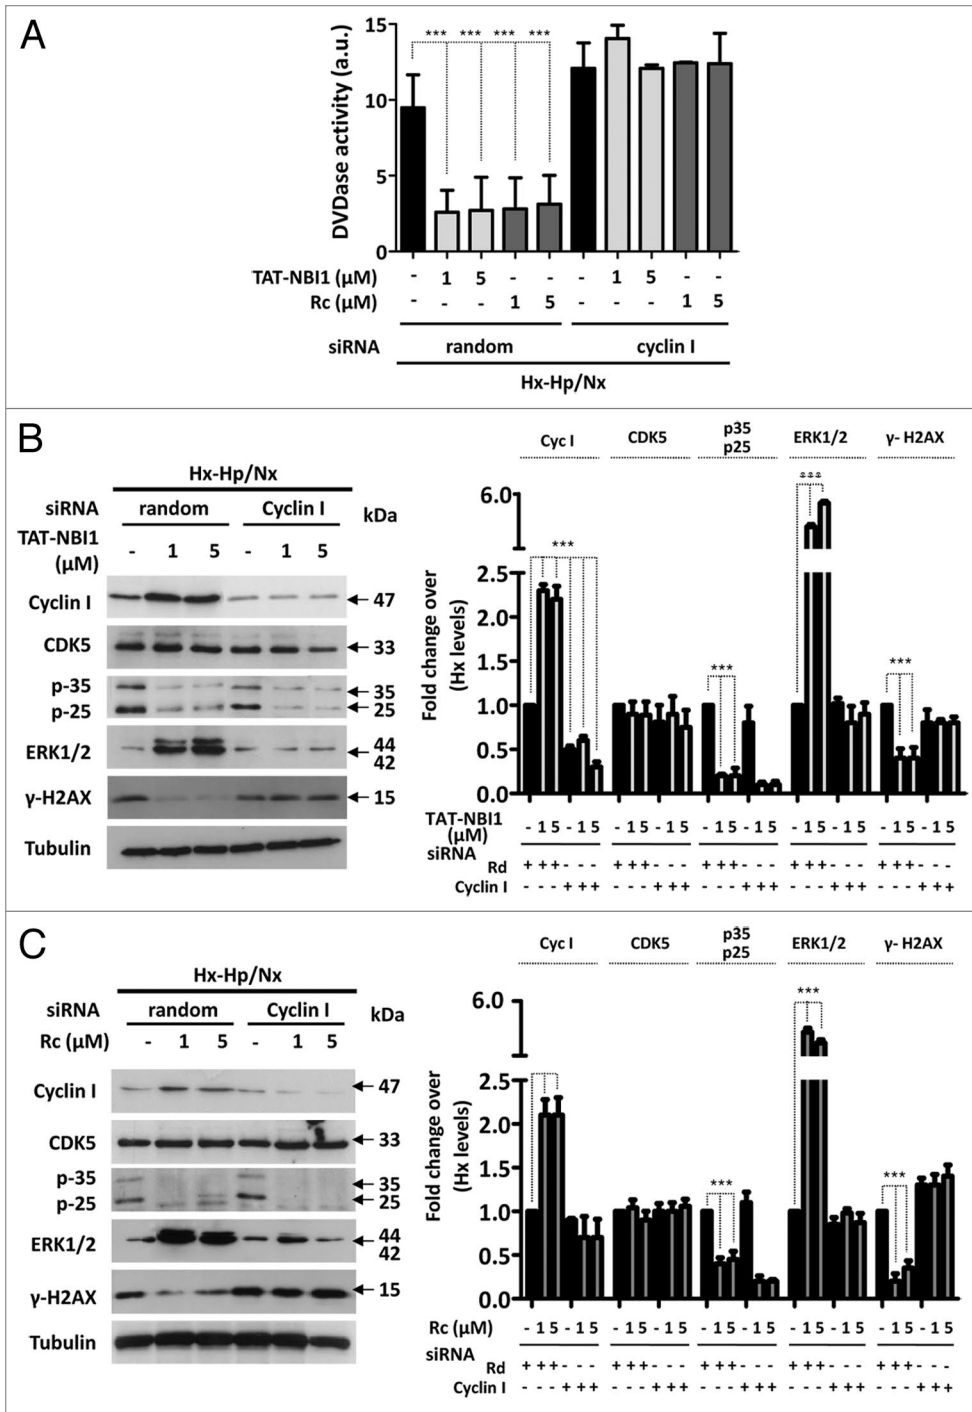 A
DVDase activity (a.u.)
15
10
5
0
*** *** *** ***
TAT-NBI1 (μM) - 1 5 - - - 1 5 - -
Rc (μM) - - - 1 5 - - - 1 5
siRNA random cyclin I
Hx-Hp/Nx
B
Hx-Hp/Nx
siRNA random Cyclin I kDa
TAT-NBI1 (μM) - 1 5 - 1 5
Cyclin I 47
CDK5 33
p-35 35
p-25 25
ERK1/2 44
42
γ-H2AX 15
Tubulin
Cyc I CDK5 p35 p25 ERK1/2 γ- H2AX
Fold change over (Hx levels)
6.0
2.5
2.0
1.5
1.0
0.5
0.0
***
***
***
TAT-NBI1 (μM) - 1 5 - 1 5 - 1 5 - 1 5 - 1 5 - 1 5 - 1 5 - 1 5 - 1 5 - 1 5
siRNA
Rd + + + - - - + + + - - - + + + - - - + + + - - - + + + - - -
Cyclin I - - - + + + - - - + + + - - - + + + - - - + + + - - - + + +
C
Hx-Hp/Nx
siRNA random Cyclin I kDa
Rc (μM) - 1 5 - 1 5
Cyclin I 47
CDK5 33
p-35 35
p-25 25
ERK1/2 44
42
γ-H2AX 15
Tubulin
Cyc I CDK5 p35 p25 ERK1/2 γ- H2AX
Fold change over (Hx levels)
6.0
2.5
2.0
1.5
1.0
0.5
0.0
***
***
***
Rc (μM) - 1 5 - 1 5 - 1 5 - 1 5 - 1 5 - 1 5 - 1 5 - 1 5 - 1 5 - 1 5
siRNA
Rd + + + - - - + + + - - - + + + - - - + + + - - - + + + - - -
Cyclin I - - - + + + - - - + + + - - - + + + - - - + + + - - - + + +